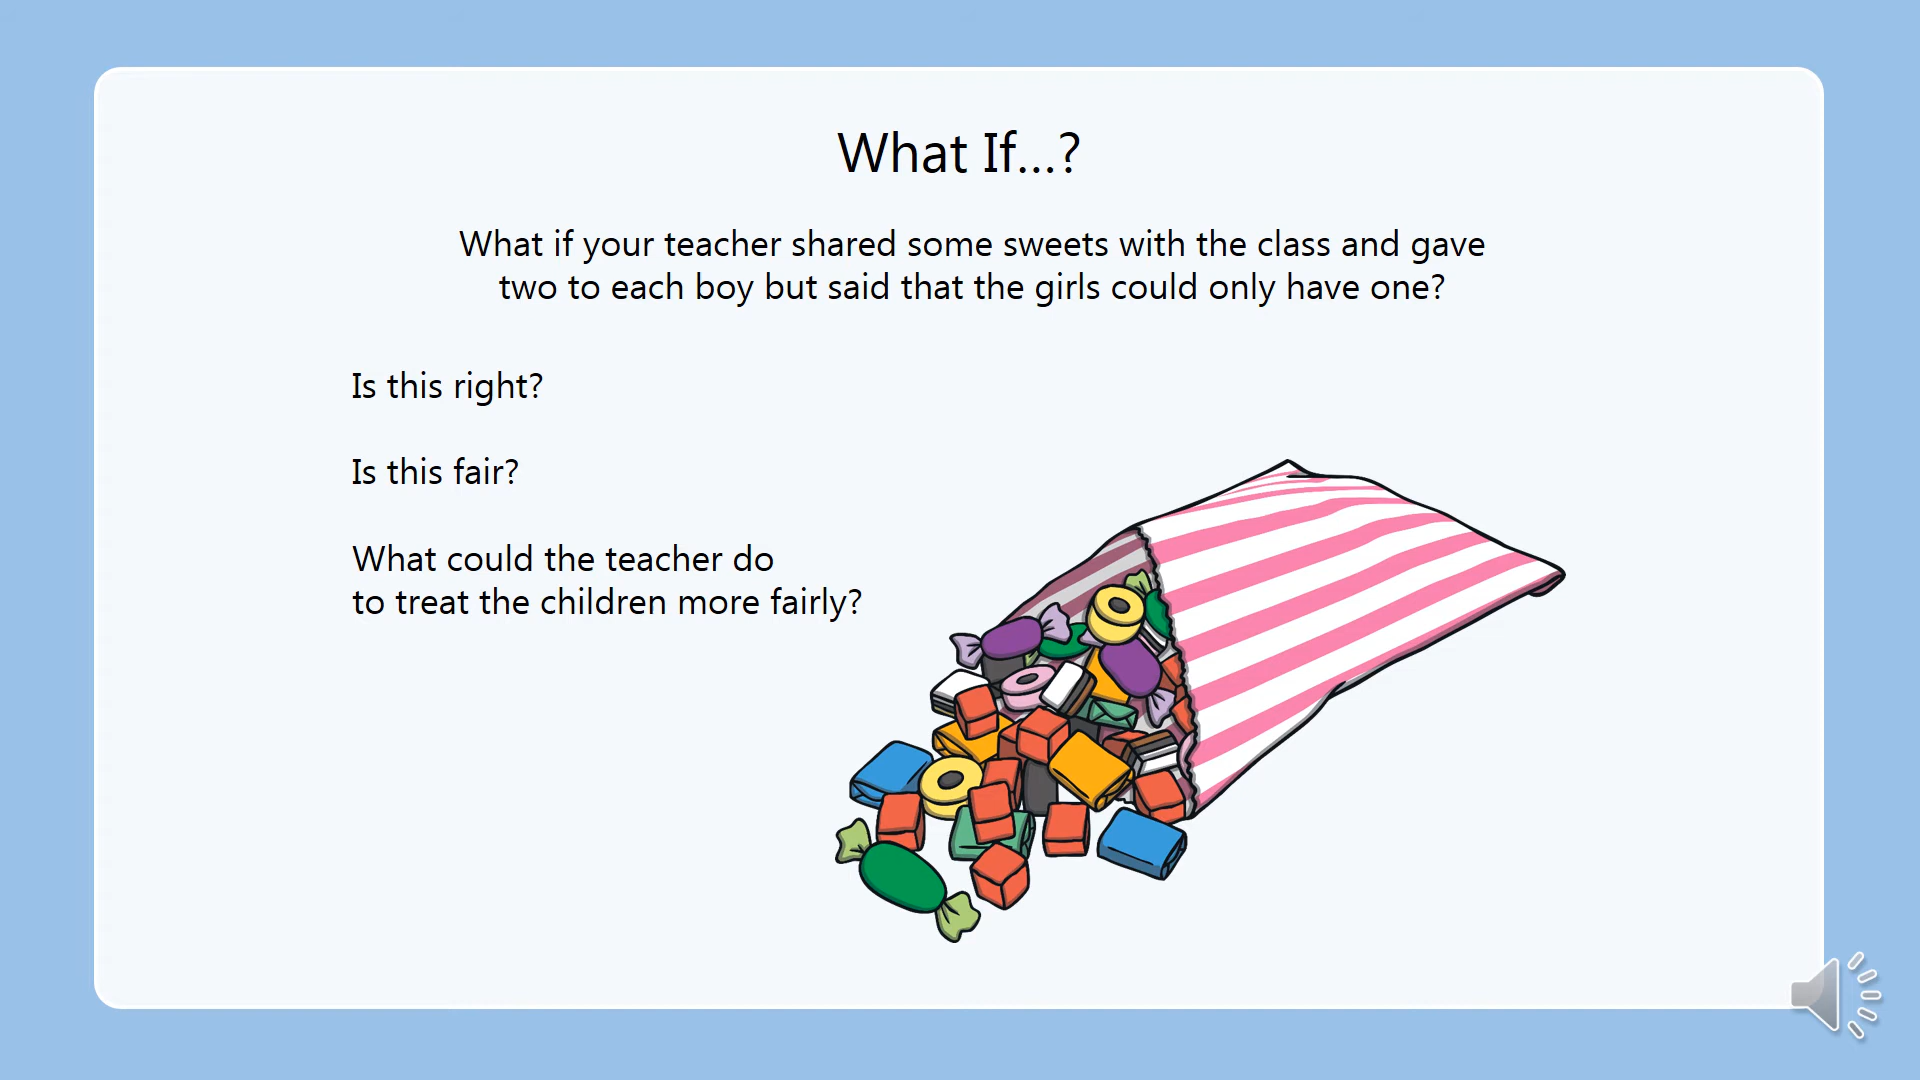 What If...?
What if your teacher shared some sweets with the class and gave
two to each boy but said that the girls could only have one?
Is this right?
Is this fair?
What could the teacher do
to treat the children more fairly?